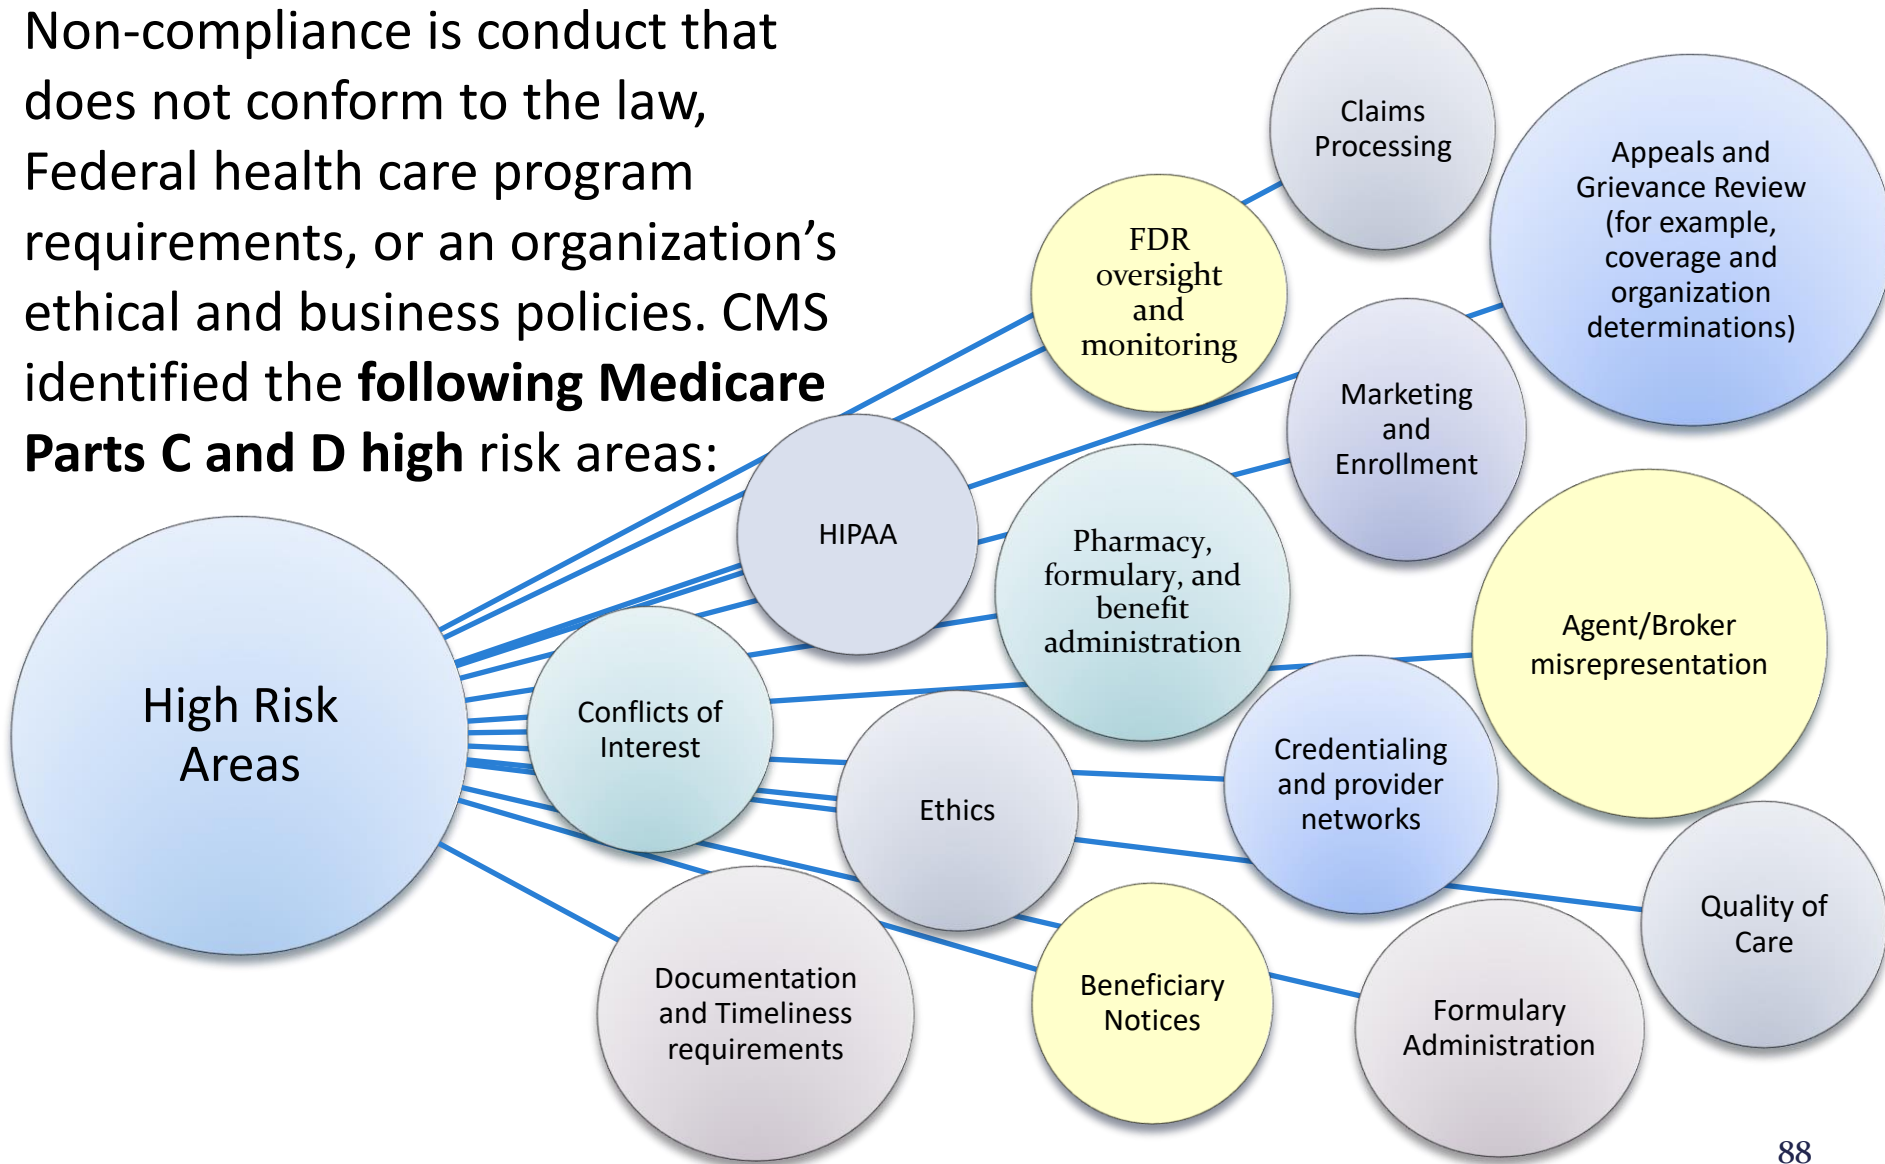 Non-compliance is conduct that
does not conform to the law,
Federal health care program
requirements, or an organization’s
ethical and business policies. CMS
identified the following Medicare
Parts C and D high risk areas:
High Risk
Areas
Conflicts of
Interest
HIPAA
FDR
oversight
and
monitoring
Claims
Processing
Appeals and
Grievance Review
(for example,
coverage and
organization
determinations)
Marketing
and
Enrollment
Pharmacy,
formulary, and
benefit
administration
Agent/Broker
misrepresentation
Credentialing
and provider
networks
Ethics
Quality of
Care
Documentation
and Timeliness
requirements
Beneficiary
Notices
Formulary
Administration
88